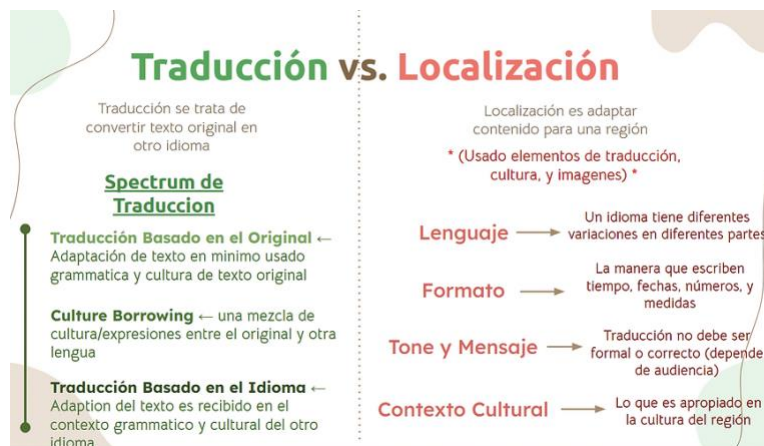 Traducción vs. Localización
Traducción se trata de
convertir texto original en
otro idioma
Spectrum de
Traduccion
Traducción Basado en el Original ←
Adaptación de texto en minimo usado
grammatica y cultura de texto original
Culture Borrowing ← una mezcla de
cultura/expresiones entre el original y otra
lengua
Traducción Basado en el Idioma ←
Adaption del texto es recibido en el
contexto grammatico y cultural del otro
idioma
Localización es adaptar
contenido para una región
* (Usado elementos de traducción,
cultura, y imagenes) *
Lenguaje
Un idioma tiene diferentes
variaciones en diferentes partes
Formato
La manera que escriben
tiempo, fechas, números, y
medidas
Tone y Mensaje
Traducción no debe ser
formal o correcto (depende
de audiencia)
Contexto Cultural
Lo que es apropiado en
la cultura del región